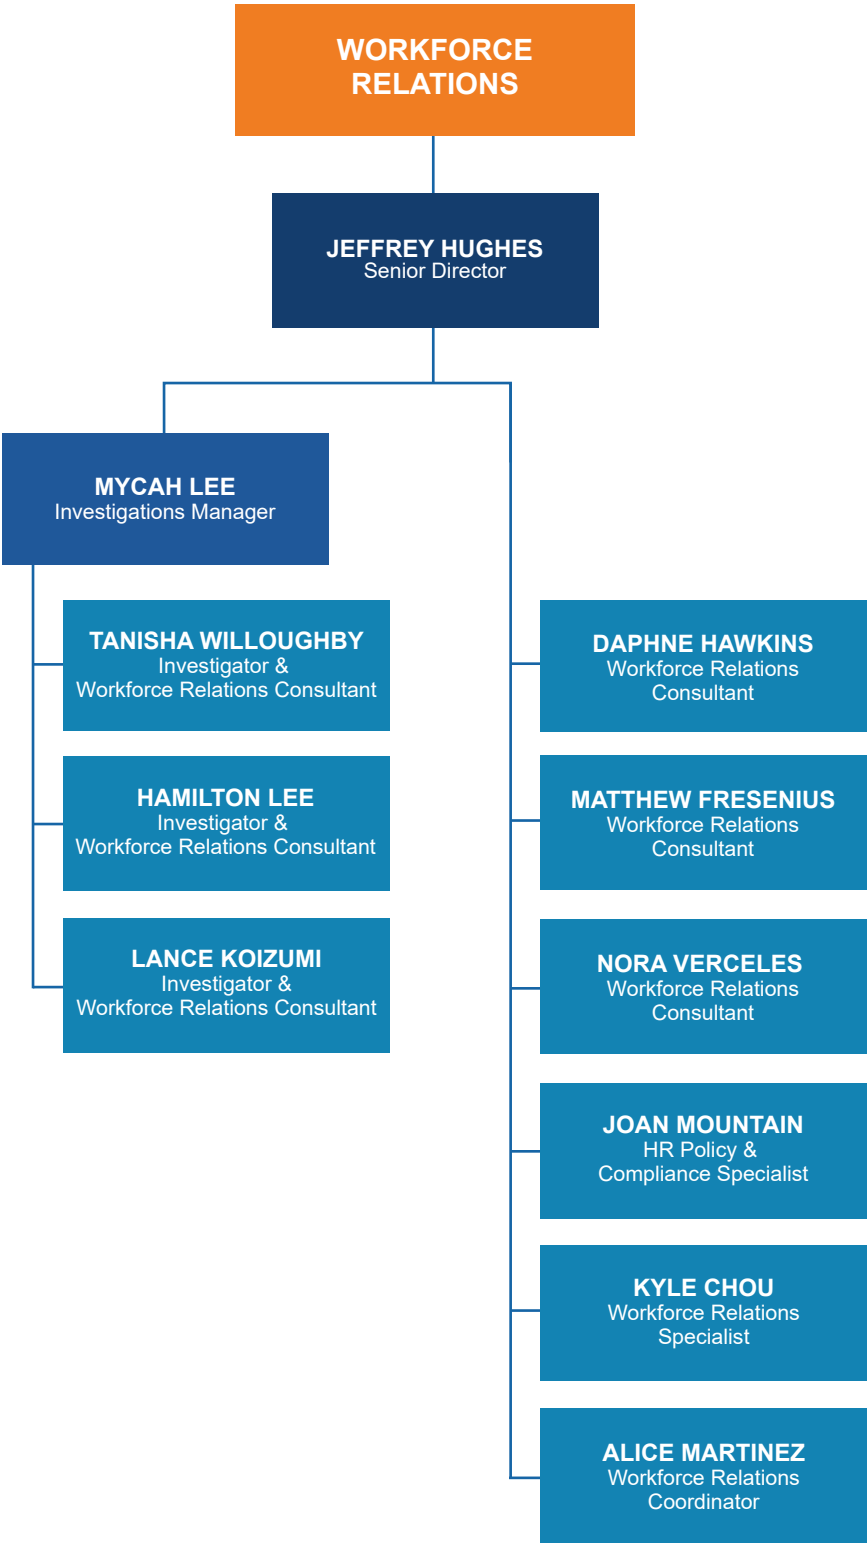 WORKFORCE
RELATIONS
JEFFREY HUGHES
Senior Director
MYCAH LEE
Investigations Manager
TANISHA WILLOUGHBY
Investigator &
Workforce Relations Consultant
HAMILTON LEE
Investigator &
Workforce Relations Consultant
LANCE KOIZUMI
Investigator &
Workforce Relations Consultant
DAPHNE HAWKINS
Workforce Relations
Consultant
MATTHEW FRESENIUS
Workforce Relations
Consultant
NORA VERCELES
Workforce Relations
Consultant
JOAN MOUNTAIN
HR Policy &
Compliance Specialist
KYLE CHOU
Workforce Relations
Specialist
ALICE MARTINEZ
Workforce Relations
Coordinator